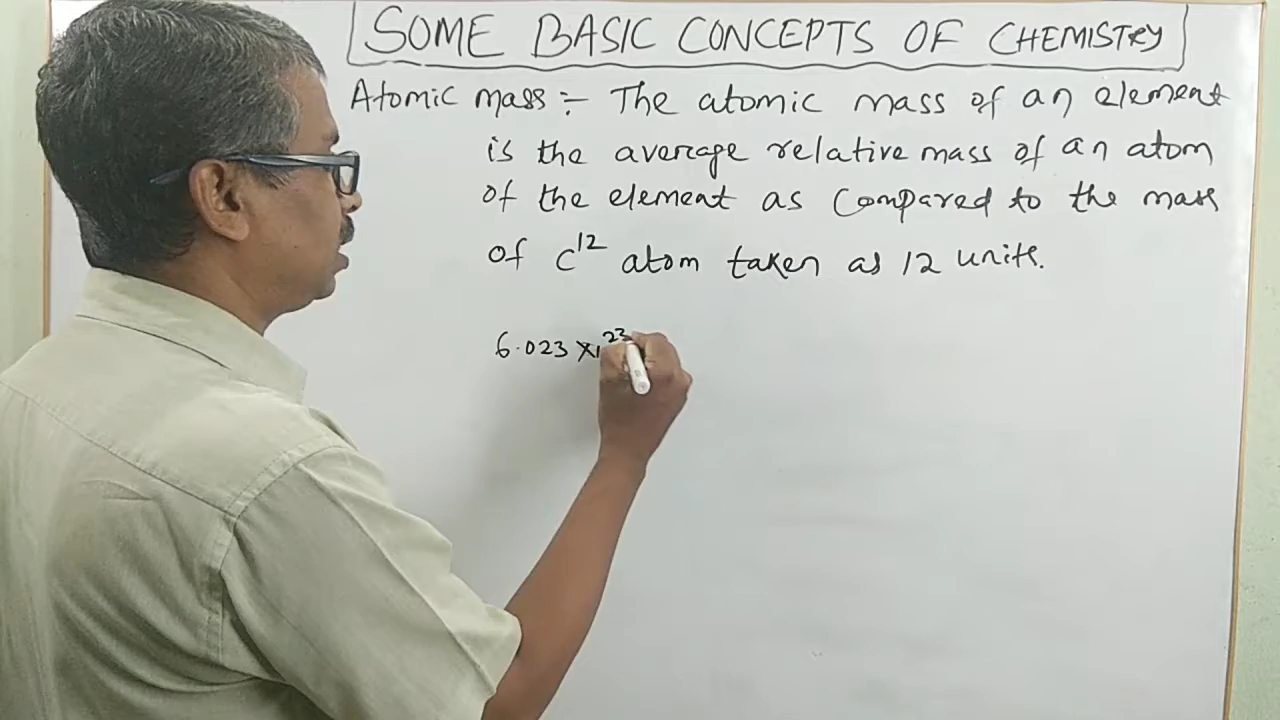 SOME BASIC CONCEPTS OF CHEMISTRY
Atomic mass :- The atomic mass of an element
is the average relative mass of an atom
of the element as compared to the mass
of C¹² atom taken as 12 units.
6.023 ×1 ²³